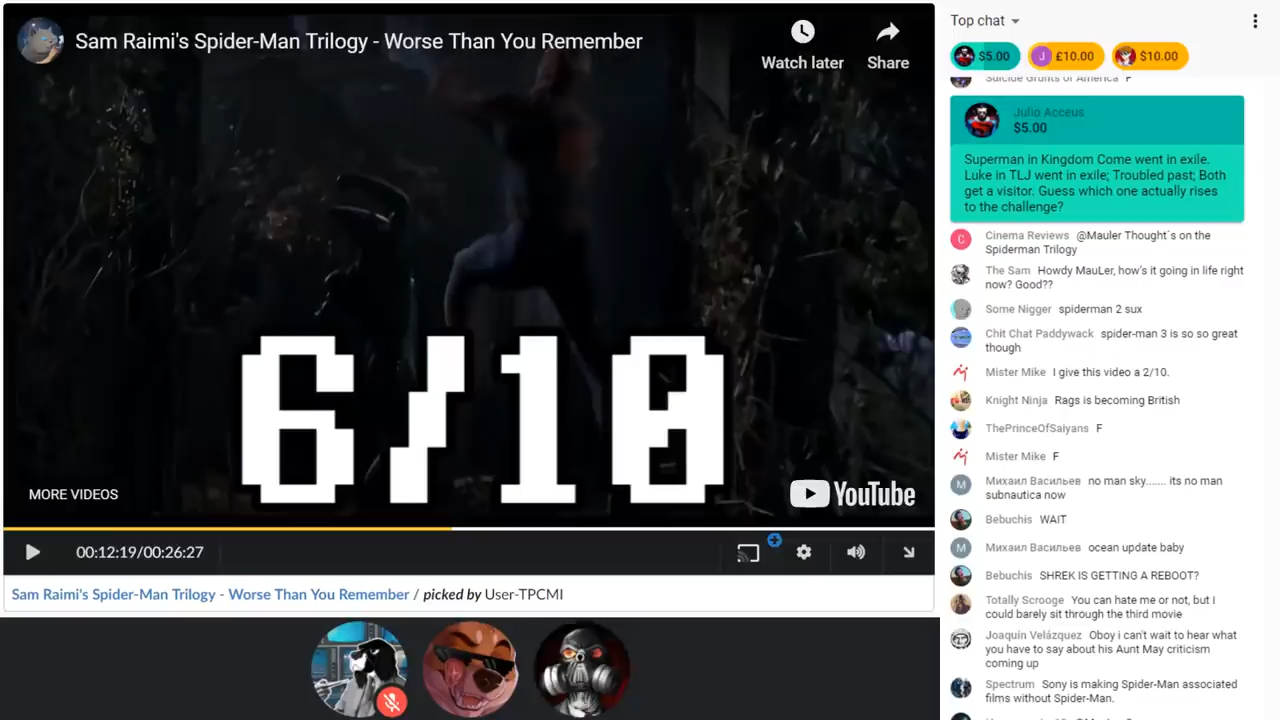 Sam Raimi's Spider-Man Trilogy - Worse Than You Remember
Watch later
Share
6/10
MORE VIDEOS
YouTube
00:12:19/00:26:27
Sam Raimi's Spider-Man Trilogy - Worse Than You Remember / picked by User-TPCMI
Top chat
$5.00
J £10.00
$10.00
Suicide Grunts of America F
Julio Acceus
$5.00
Superman in Kingdom Come went in exile.
Luke in TLJ went in exile; Troubled past; Both
get a visitor. Guess which one actually rises
to the challenge?
C Cinema Reviews @Mauler Thought´s on the
Spiderman Trilogy
The Sam Howdy MauLer, how's it going in life right
now? Good??
Some Nigger spiderman 2 sux
Chit Chat Paddywack spider-man 3 is so so great
though
Mister Mike I give this video a 2/10.
Knight Ninja Rags is becoming British
ThePrinceOfSaiyans F
Mister Mike F
М Михаил Васильев no man sky....... its no man
subnautica now
Bebuchis WAIT
М Михаил Васильев ocean update baby
Bebuchis SHREK IS GETTING A REBOOT?
Totally Scrooge You can hate me or not, but i
could barely sit through the third movie
Joaquín Velázquez Oboy i can't wait to hear what
you have to say about his Aunt May criticism
coming up
Spectrum Sony is making Spider-Man associated
films without Spider-Man.